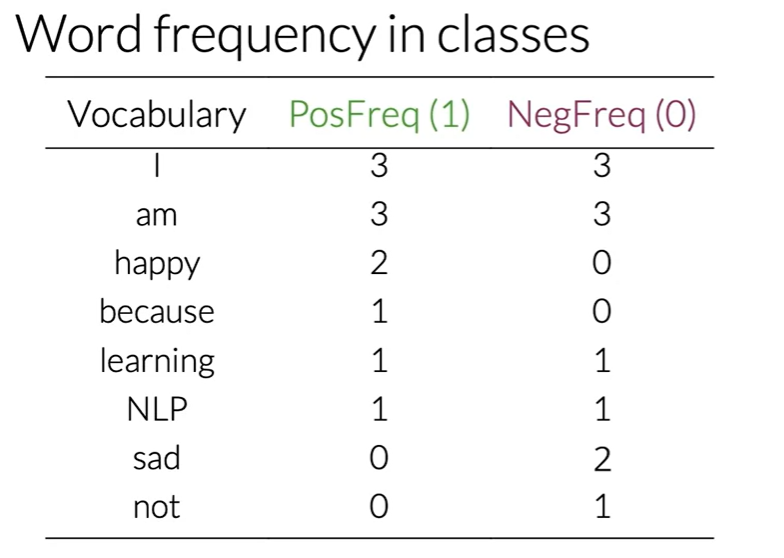 Word frequency in classes
Vocabulary PosFreq (1) NegFreq (0)
I 3 3
am 3 3
happy 2 0
because 1 0
learning 1 1
NLP 1 1
sad 0 2
not 0 1